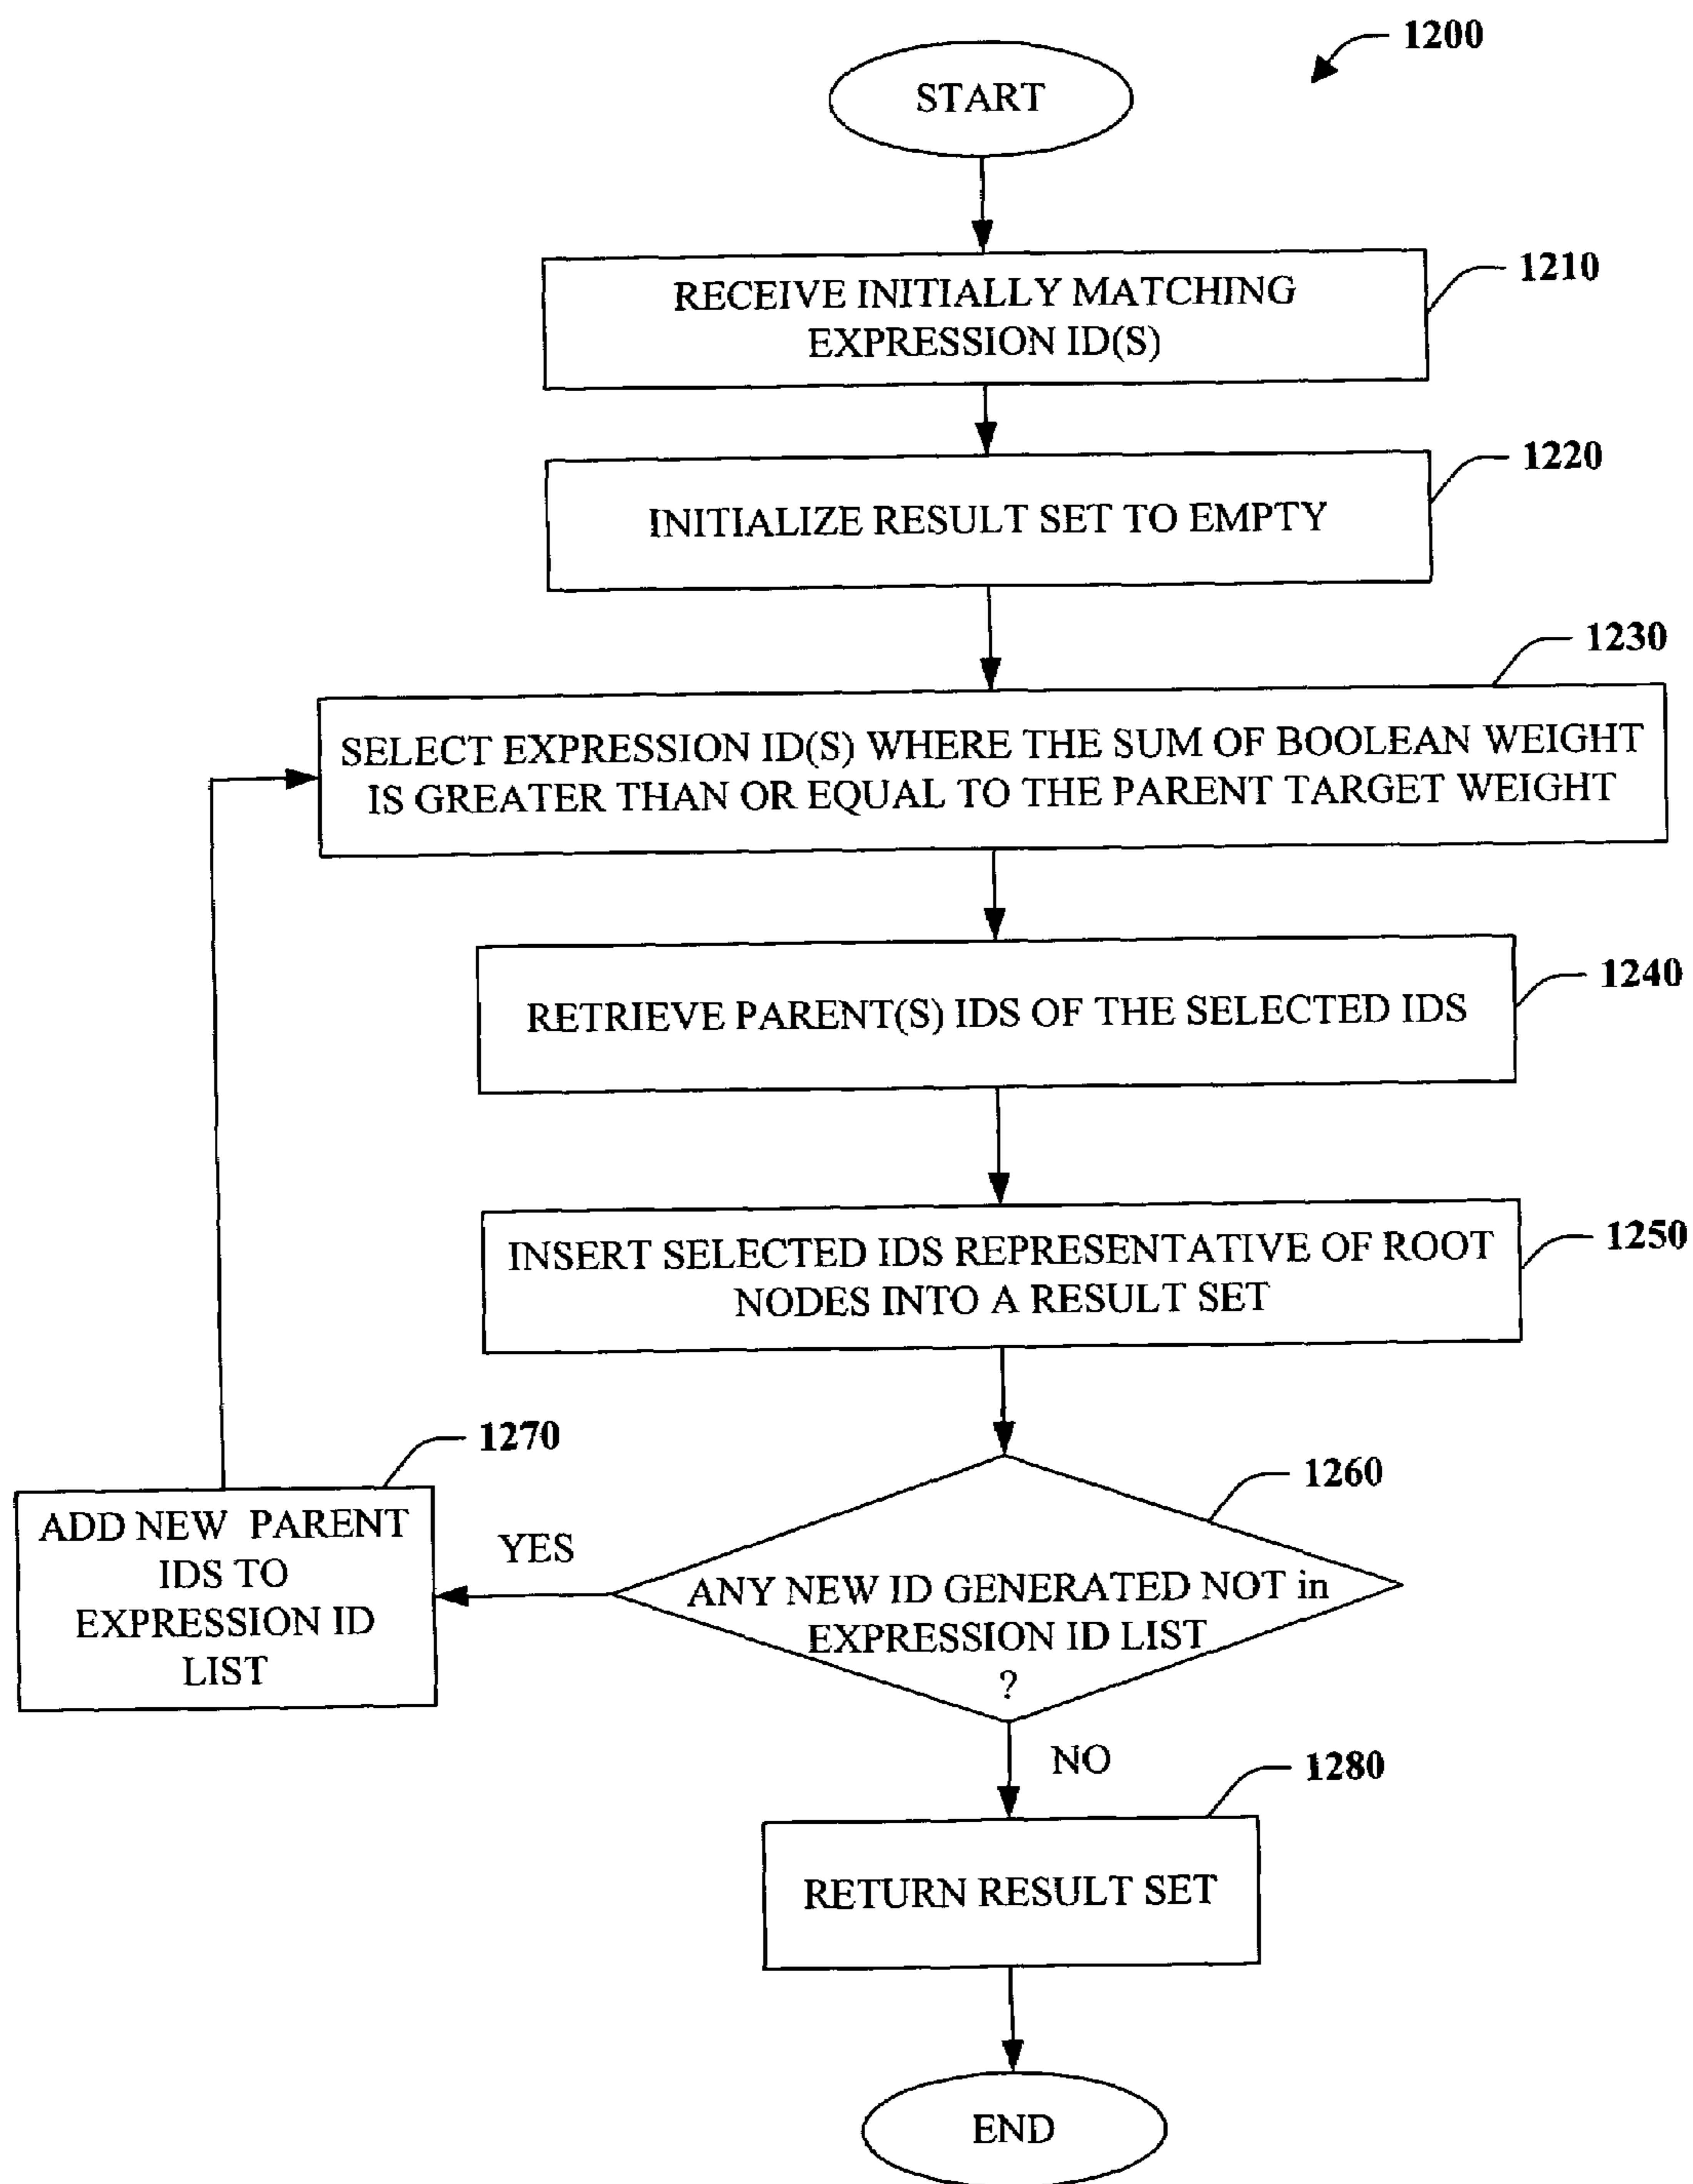 1200
START
1210
RECEIVE INITIALLY MATCHING
EXPRESSION ID(S)
1220
INITIALIZE RESULT SET TO EMPTY
1230
SELECT EXPRESSION ID(S) WHERE THE SUM OF BOOLEAN WEIGHT
IS GREATER THAN OR EQUAL TO THE PARENT TARGET WEIGHT
1240
RETRIEVE PARENT(S) IDS OF THE SELECTED IDS
1250
INSERT SELECTED IDS REPRESENTATIVE OF ROOT
NODES INTO A RESULT SET
1270
ADD NEW PARENT
IDS TO
EXPRESSION ID
LIST
YES
1260
ANY NEW ID GENERATED NOT in
EXPRESSION ID LIST
?
NO
1280
RETURN RESULT SET
END